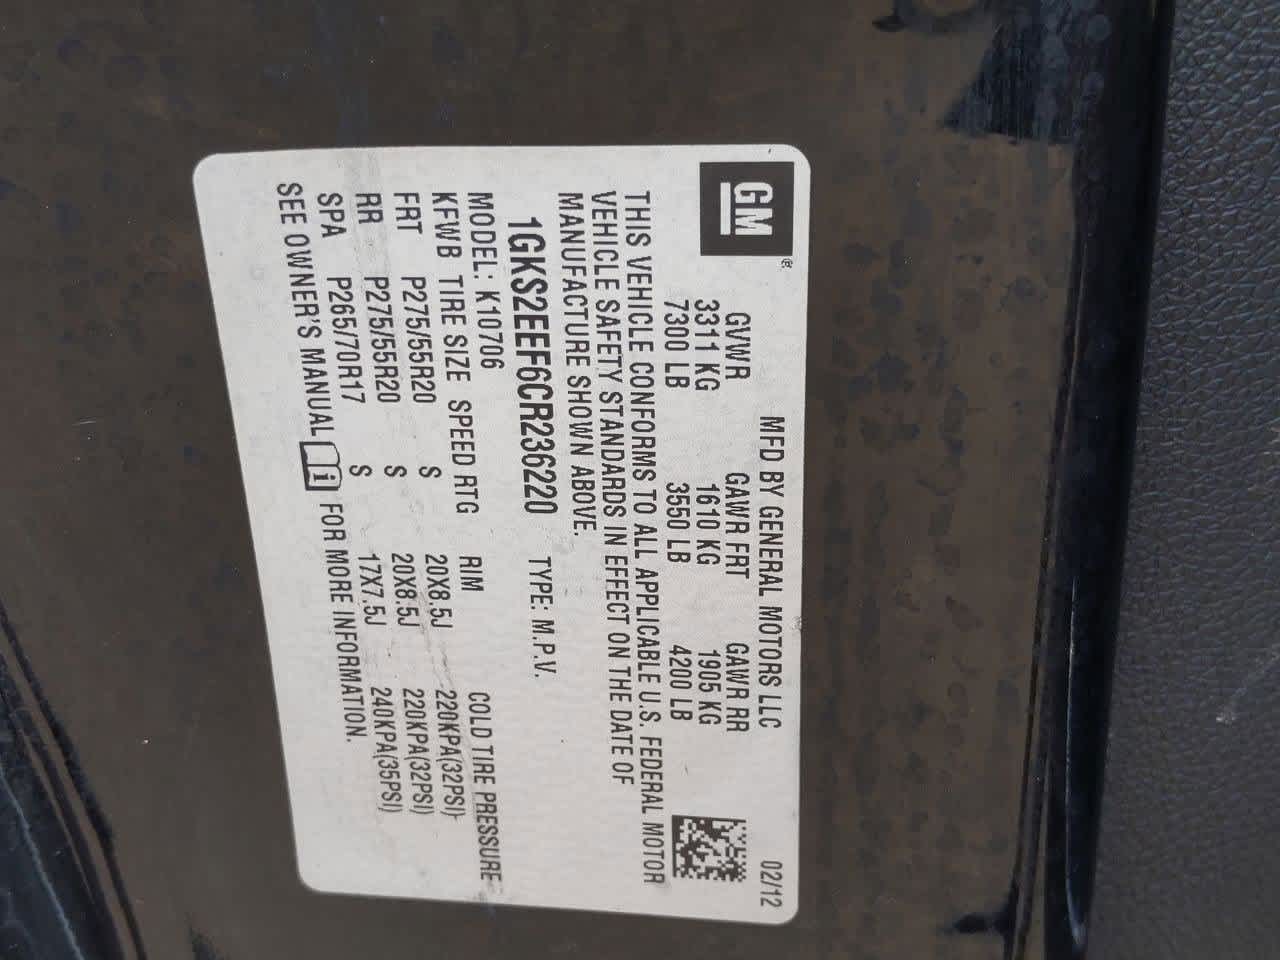 GM®
MFD BY GENERAL MOTORS LLC 02/12
GVWR GAWR FRT GAWR RR
3311 KG 1610 KG 1905 KG
7300 LB 3550 LB 4200 LB
THIS VEHICLE CONFORMS TO ALL APPLICABLE U.S. FEDERAL MOTOR
VEHICLE SAFETY STANDARDS IN EFFECT ON THE DATE OF
MANUFACTURE SHOWN ABOVE.
1GKS2EEF6CR236220 TYPE: M.P.V.
MODEL: K10706
KFWB TIRE SIZE SPEED RTG RIM COLD TIRE PRESSURE
FRT P275/55R20 S 20X8.5J 220KPA(32PSI)
RR P275/55R20 S 20X8.5J 220KPA(32PSI)
SPA P265/70R17 S 17X7.5J 240KPA(35PSI)
SEE OWNER'S MANUAL i FOR MORE INFORMATION.